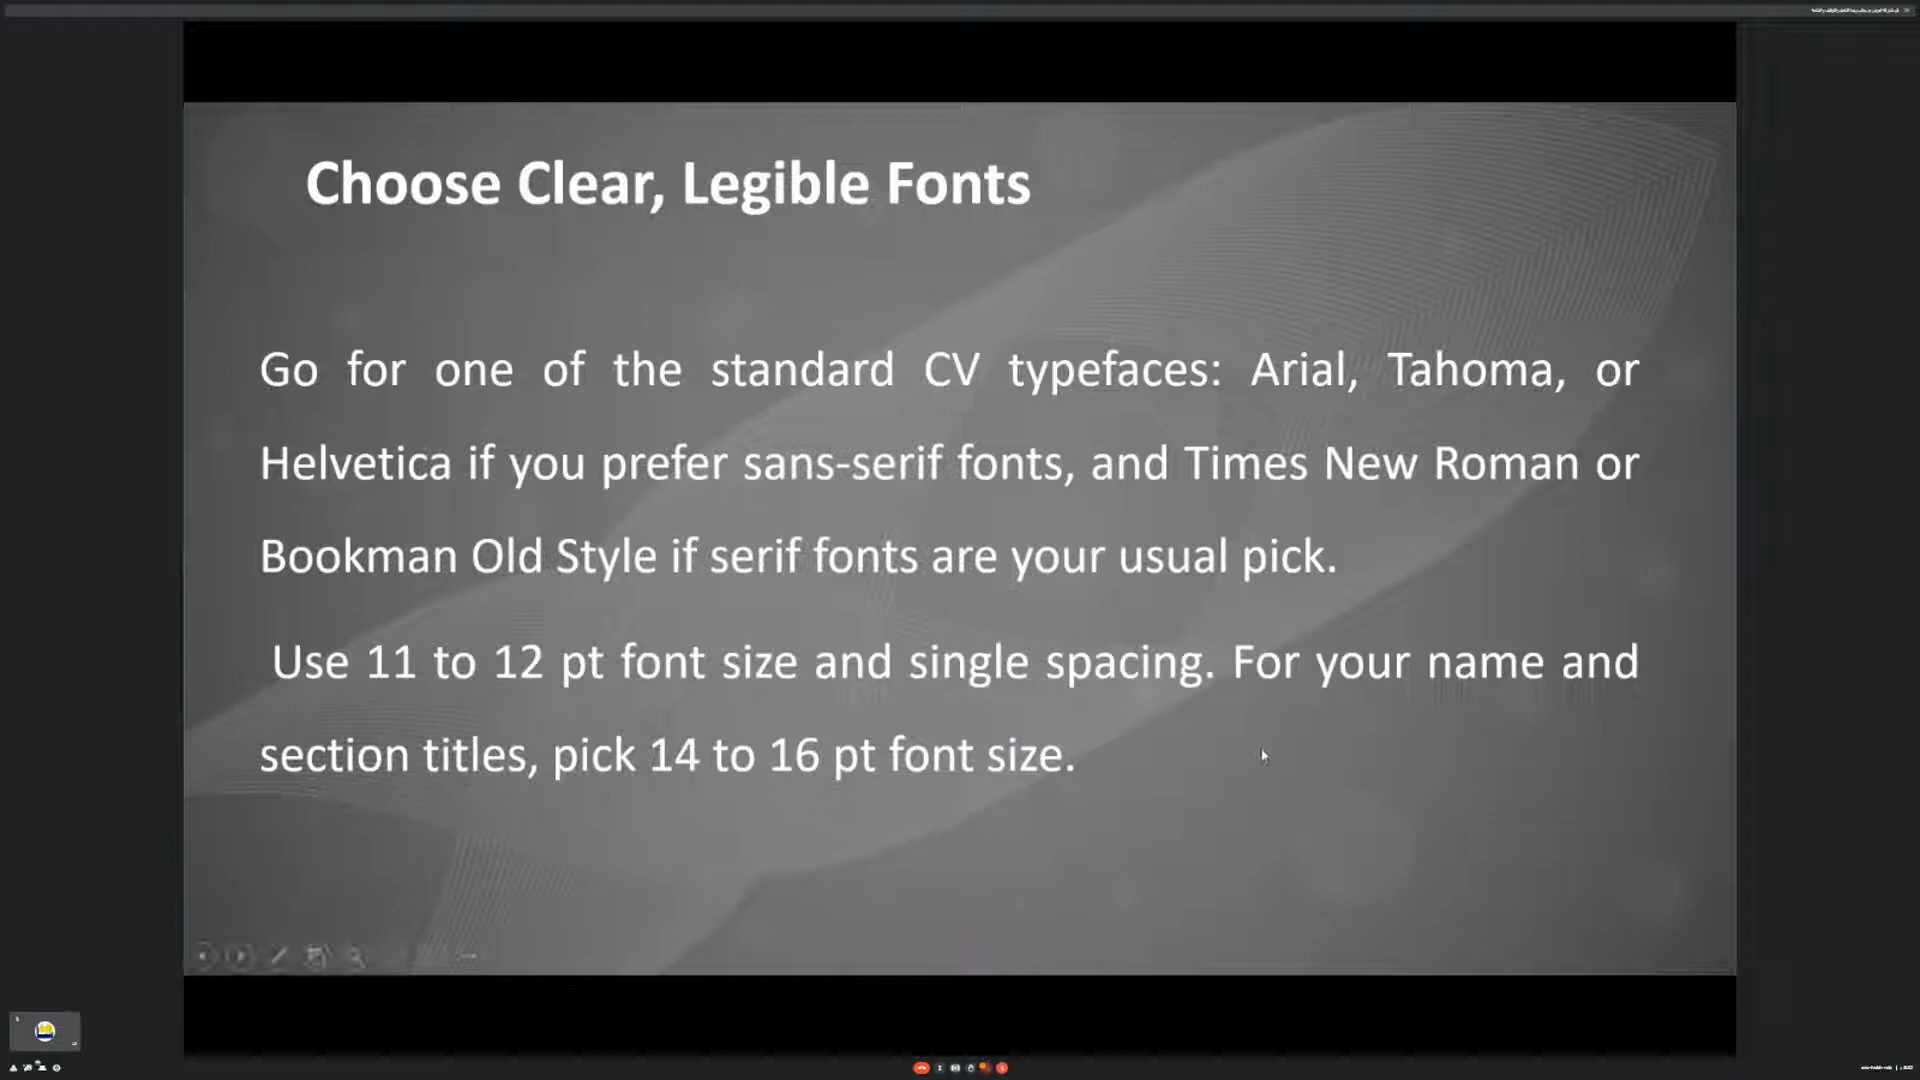 Choose Clear, Legible Fonts
Go for one of the standard CV typefaces: Arial, Tahoma, or
Helvetica if you prefer sans-serif fonts, and Times New Roman or
Bookman Old Style if serif fonts are your usual pick.
Use 11 to 12 pt font size and single spacing. For your name and
section titles, pick 14 to 16 pt font size.